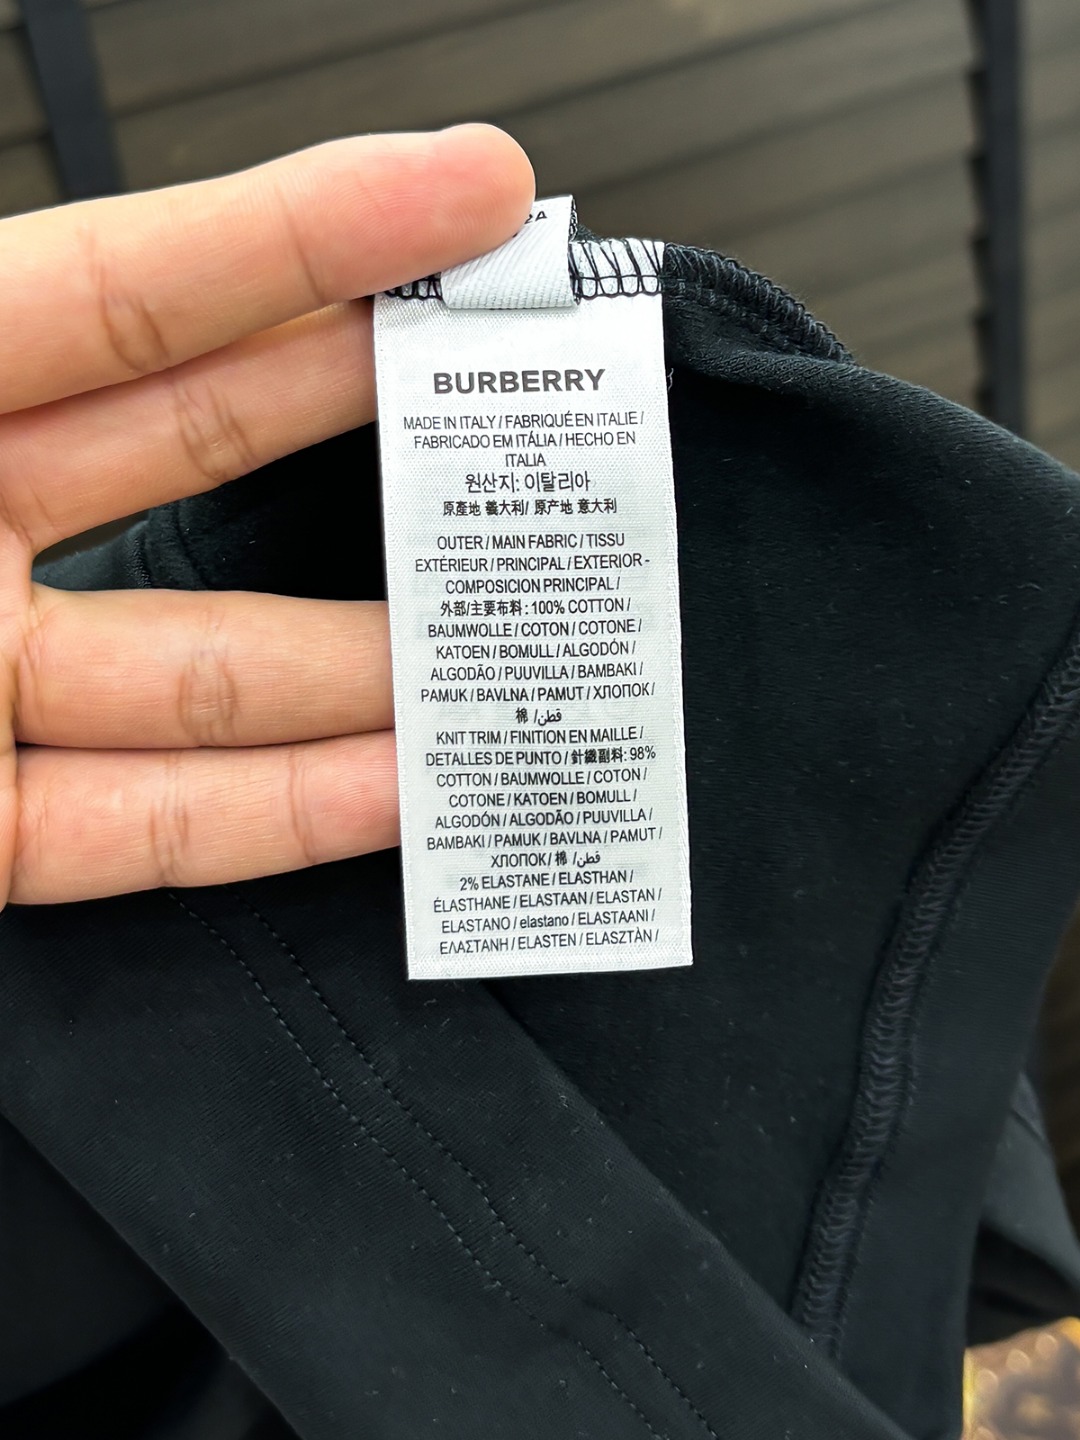 BURBERRY
MADE IN ITALY / FABRIQUÉ EN ITALIE /
FABRICADO EM ITÁLIA / HECHO EN
ITALIA
원산지: 이탈리아
原產地 義大利/ 原产地 意大利
OUTER / MAIN FABRIC / TISSU
EXTÉRIEUR / PRINCIPAL / EXTERIOR -
COMPOSICION PRINCIPAL /
外部/主要布料 : 100% COTTON /
BAUMWOLLE / COTON / COTONE /
KATOEN / BOMULL / ALGODÓN /
ALGODÃO / PUUVILLA / BAMBAKI /
PAMUK / BAVLNA / PAMUT / ХЛОПОК /
棉 / قطن/
KNIT TRIM / FINITION EN MAILLE /
DETALLES DE PUNTO / 針織副料: 98%
COTTON / BAUMWOLLE / COTON /
COTONE / KATOEN / BOMULL /
ALGODÓN / ALGODÃO / PUUVILLA /
BAMBAKI / PAMUK / BAVLNA / PAMUT /
ХЛОПОК / 棉 / قطن/
2% ELASTANE / ELASTHAN /
ÉLASTHANE / ELASTAAN / ELASTAN /
ELASTANO / elastano / ELASTAANI /
ΕΛΑΣΤΑΝΗ / ELASTEN / ELASZTÀN /